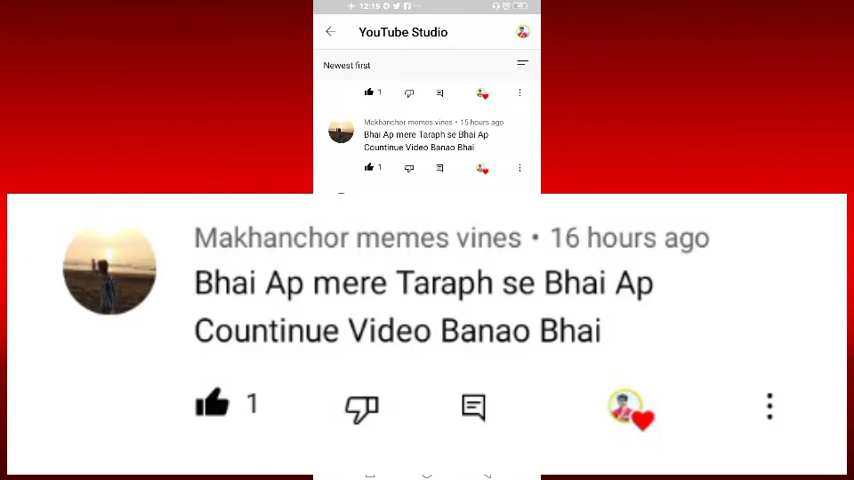 12:19
YouTube Studio
Newest first
1
Makhanchor memes vines • 15 hours ago
Bhai Ap mere Taraph se Bhai Ap
Countinue Video Banao Bhai
1
Makhanchor memes vines • 16 hours ago
Bhai Ap mere Taraph se Bhai Ap
Countinue Video Banao Bhai
1